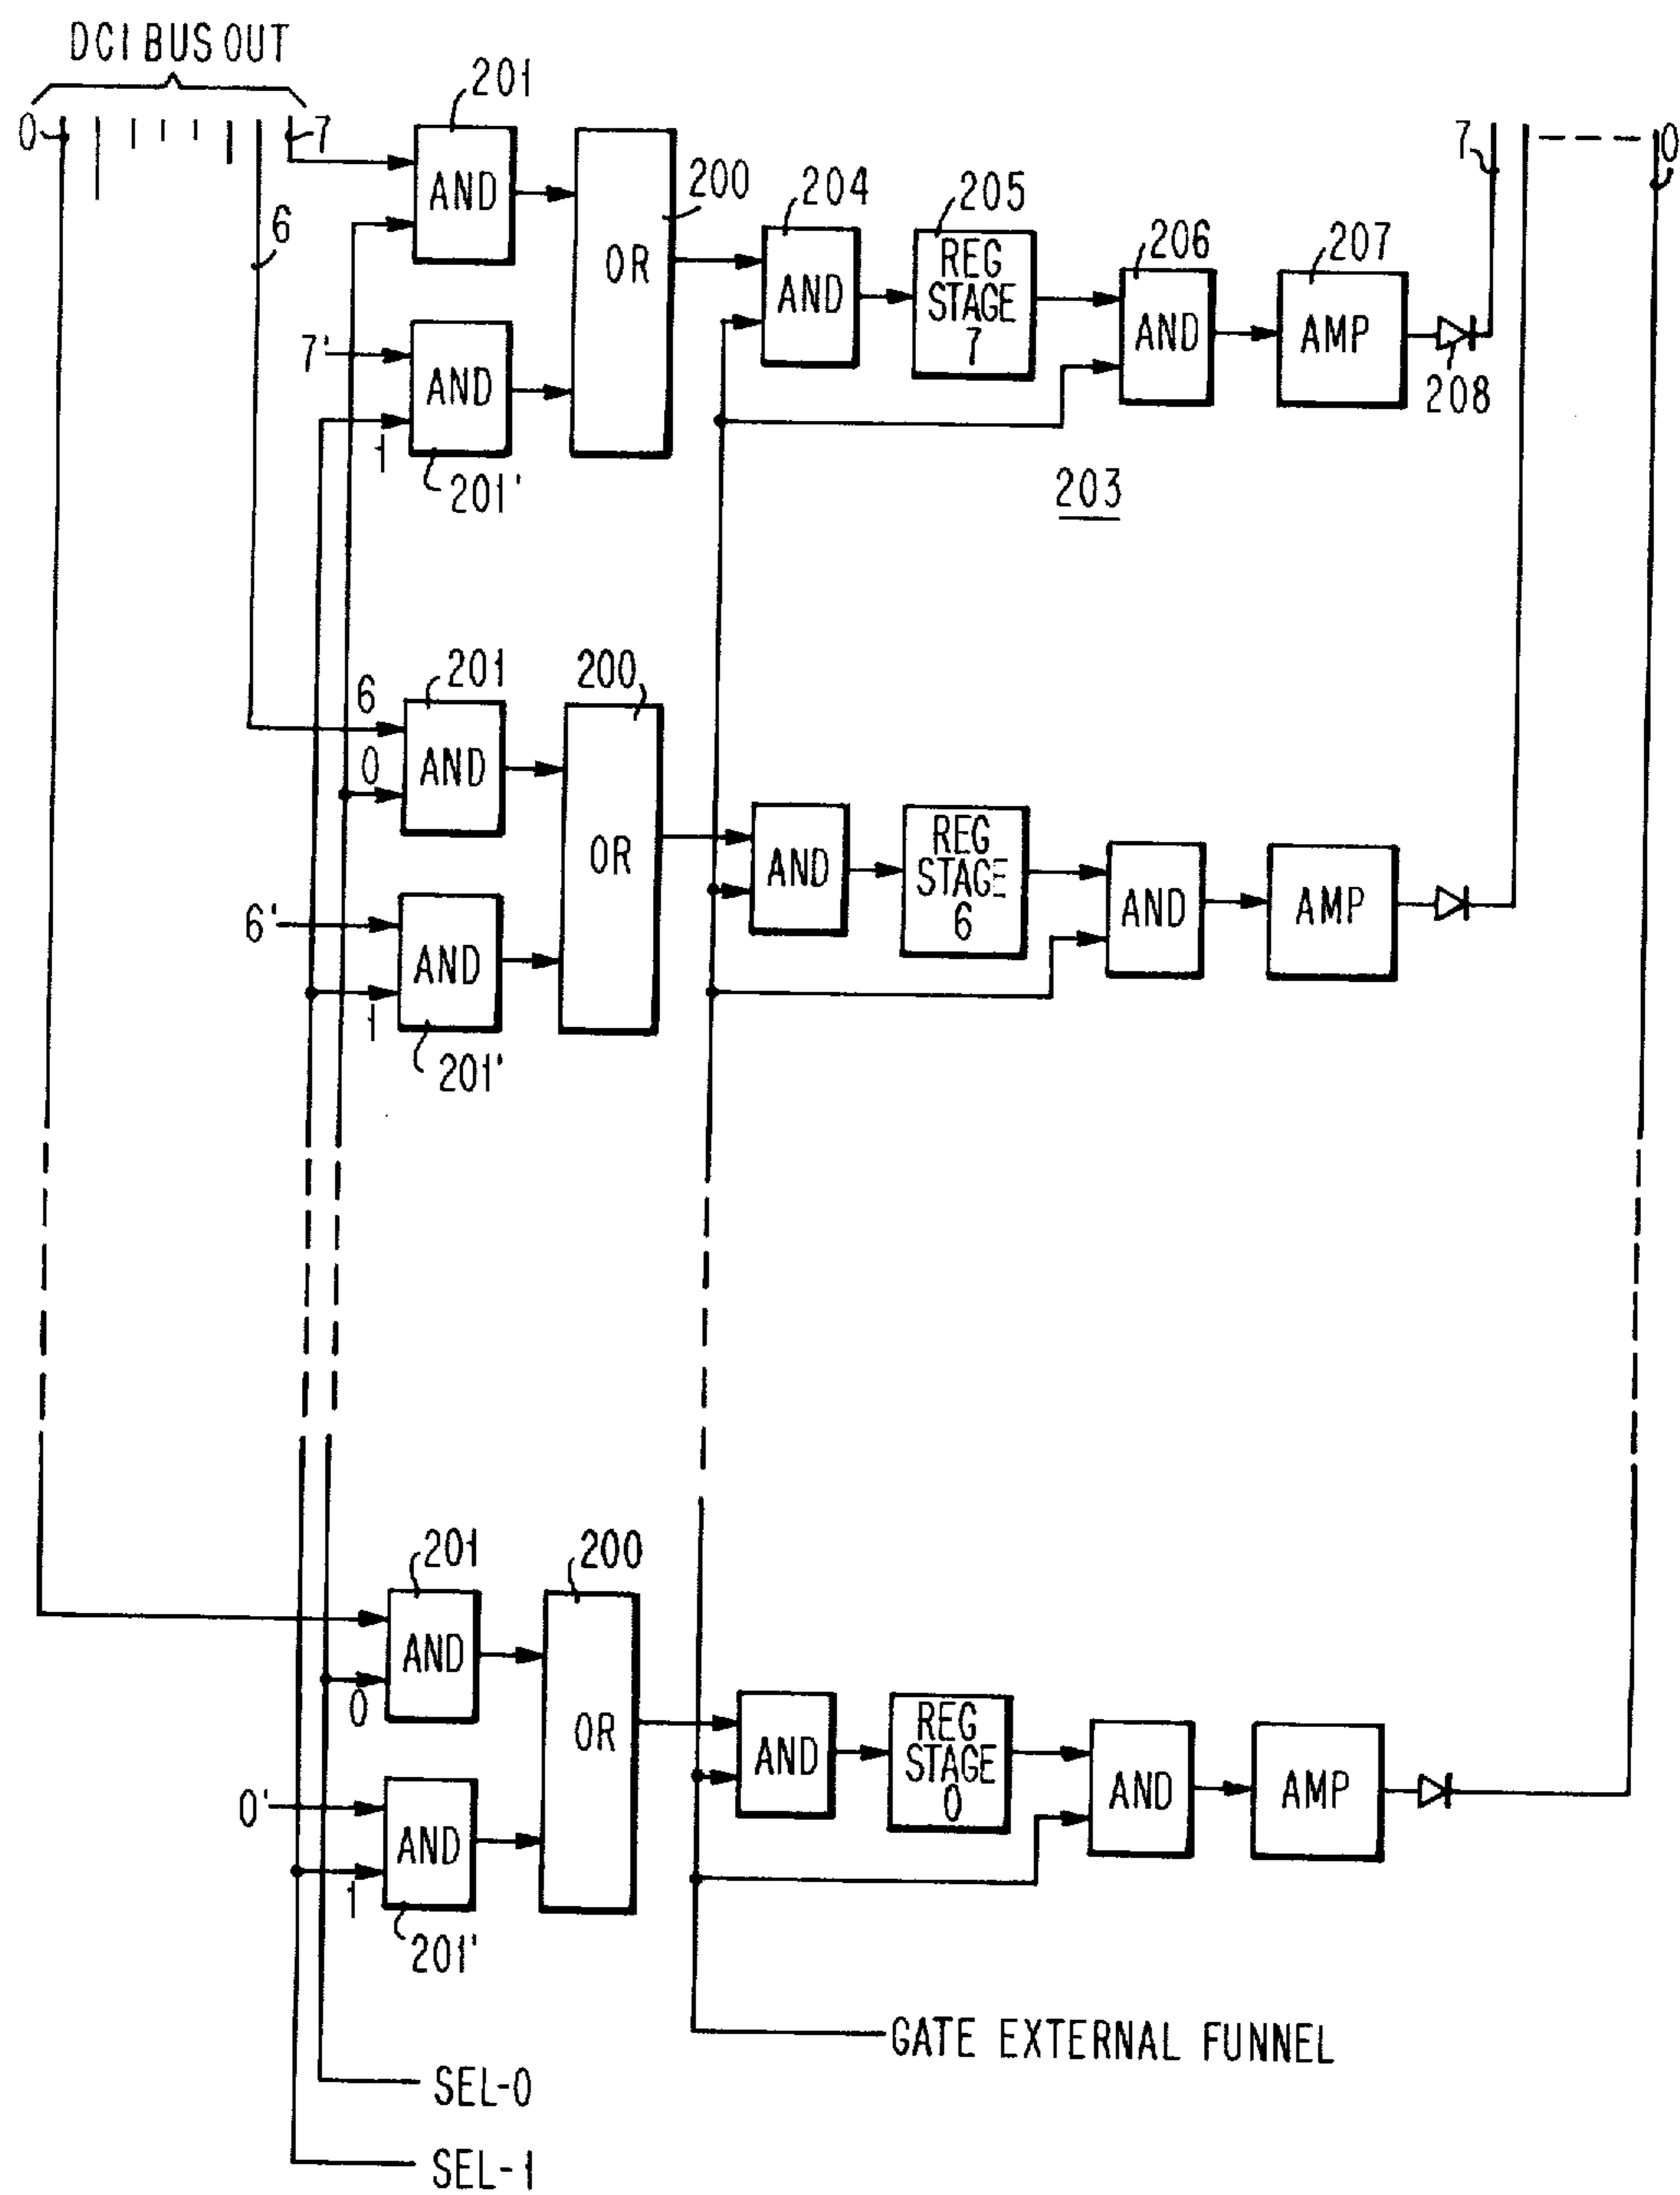 DCI BUS OUT
0
7
6
201
AND
7'
1
AND
201'
200
OR
204
AND
205
REG
STAGE
7
206
AND
207
AMP
208
7
0
203
6
0
201
AND
6'
1
AND
201'
200
OR
AND
REG
STAGE
6
AND
AMP
201
AND
0
0'
1
AND
201'
200
OR
AND
REG
STAGE
0
AND
AMP
GATE EXTERNAL FUNNEL
SEL-0
SEL-1